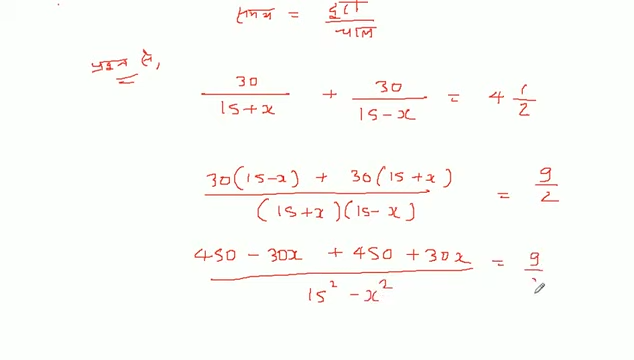 समय = दूरी / चाल
प्रश्न से,
30/(15+x) + 30/(15-x) = 4 1/2
(30(15-x) + 30(15+x))/((15+x)(15-x)) = 9/2
(450 - 30x + 450 + 30x)/(15² - x²) = 9/